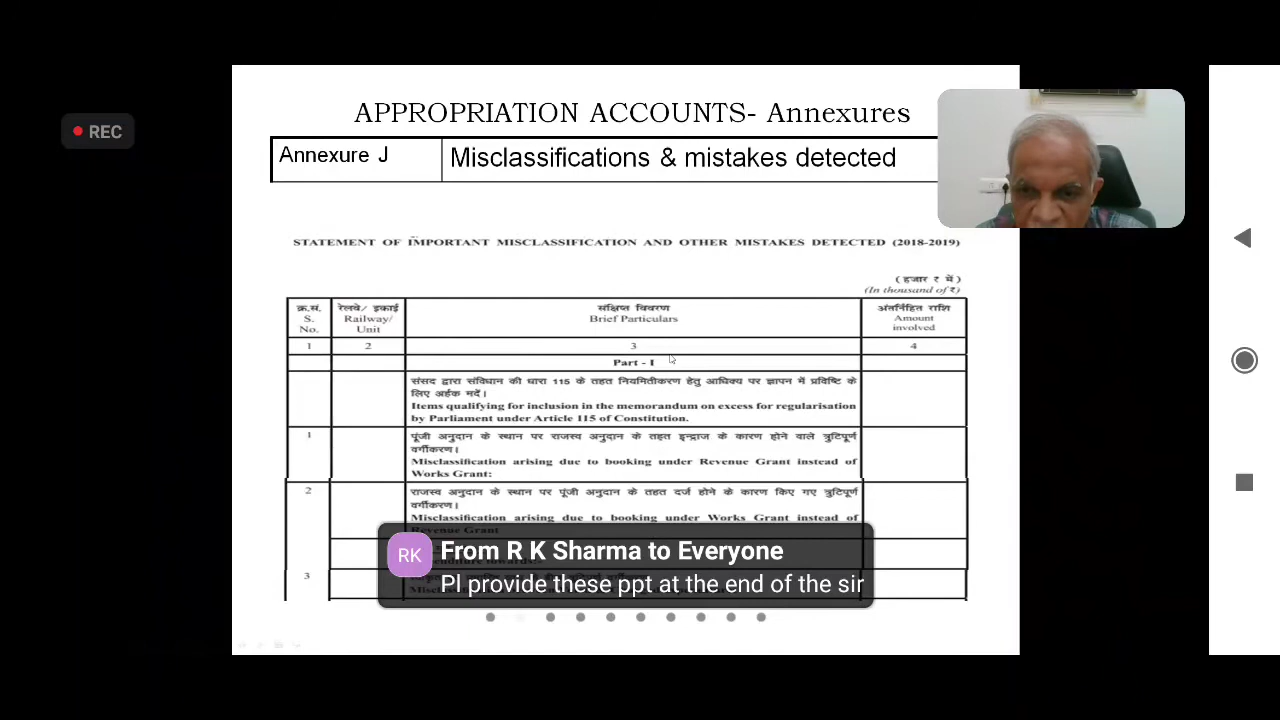 REC
APPROPRIATION ACCOUNTS- Annexures
Annexure J
Misclassifications & mistakes detected
STATEMENT OF IMPORTANT MISCLASSIFICATION AND OTHER MISTAKES DETECTED (2018-2019)
(हजार ₹ में)
(In thousand of ₹)
क्र.सं.
S.
No.
रेलवे/ इकाई
Railway/
Unit
संक्षिप्त विवरण
Brief Particulars
अंतर्निहित राशि
Amount
involved
1 2 3 4
Part - I
संसद द्वारा संविधान की धारा 115 के तहत नियमितीकरण हेतु आधिक्य पर ज्ञापन में प्रविष्टि के
लिए अर्हक मदें।
Items qualifying for inclusion in the memorandum on excess for regularisation
by Parliament under Article 115 of Constitution.
1
पूंजी अनुदान के स्थान पर राजस्व अनुदान के तहत इन्द्राज के कारण होने वाले त्रुटिपूर्ण
वर्गीकरण।
Misclassification arising due to booking under Revenue Grant instead of
Works Grant:
2
राजस्व अनुदान के स्थान पर पूंजी अनुदान के तहत दर्ज होने के कारण किए गए त्रुटिपूर्ण
वर्गीकरण।
Misclassification arising due to booking under Works Grant instead of
Revenue Grant
3
RK
From R K Sharma to Everyone
Pl provide these ppt at the end of the sir